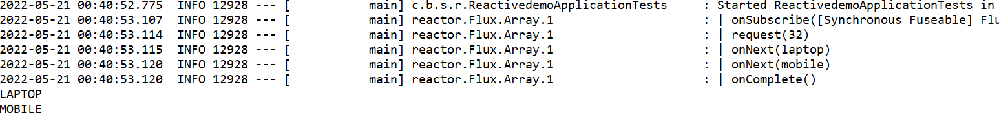 2022-05-21 00:40:52.775  INFO 12928 --- [           main] c.b.s.r.ReactivedemoApplicationTests     : Started ReactivedemoApplicationTests in
2022-05-21 00:40:53.107  INFO 12928 --- [           main] reactor.Flux.Array.1                     : | onSubscribe([Synchronous Fuseable] Flu
2022-05-21 00:40:53.114  INFO 12928 --- [           main] reactor.Flux.Array.1                     : | request(32)
2022-05-21 00:40:53.115  INFO 12928 --- [           main] reactor.Flux.Array.1                     : | onNext(laptop)
2022-05-21 00:40:53.120  INFO 12928 --- [           main] reactor.Flux.Array.1                     : | onNext(mobile)
2022-05-21 00:40:53.120  INFO 12928 --- [           main] reactor.Flux.Array.1                     : | onComplete()
LAPTOP
MOBILE